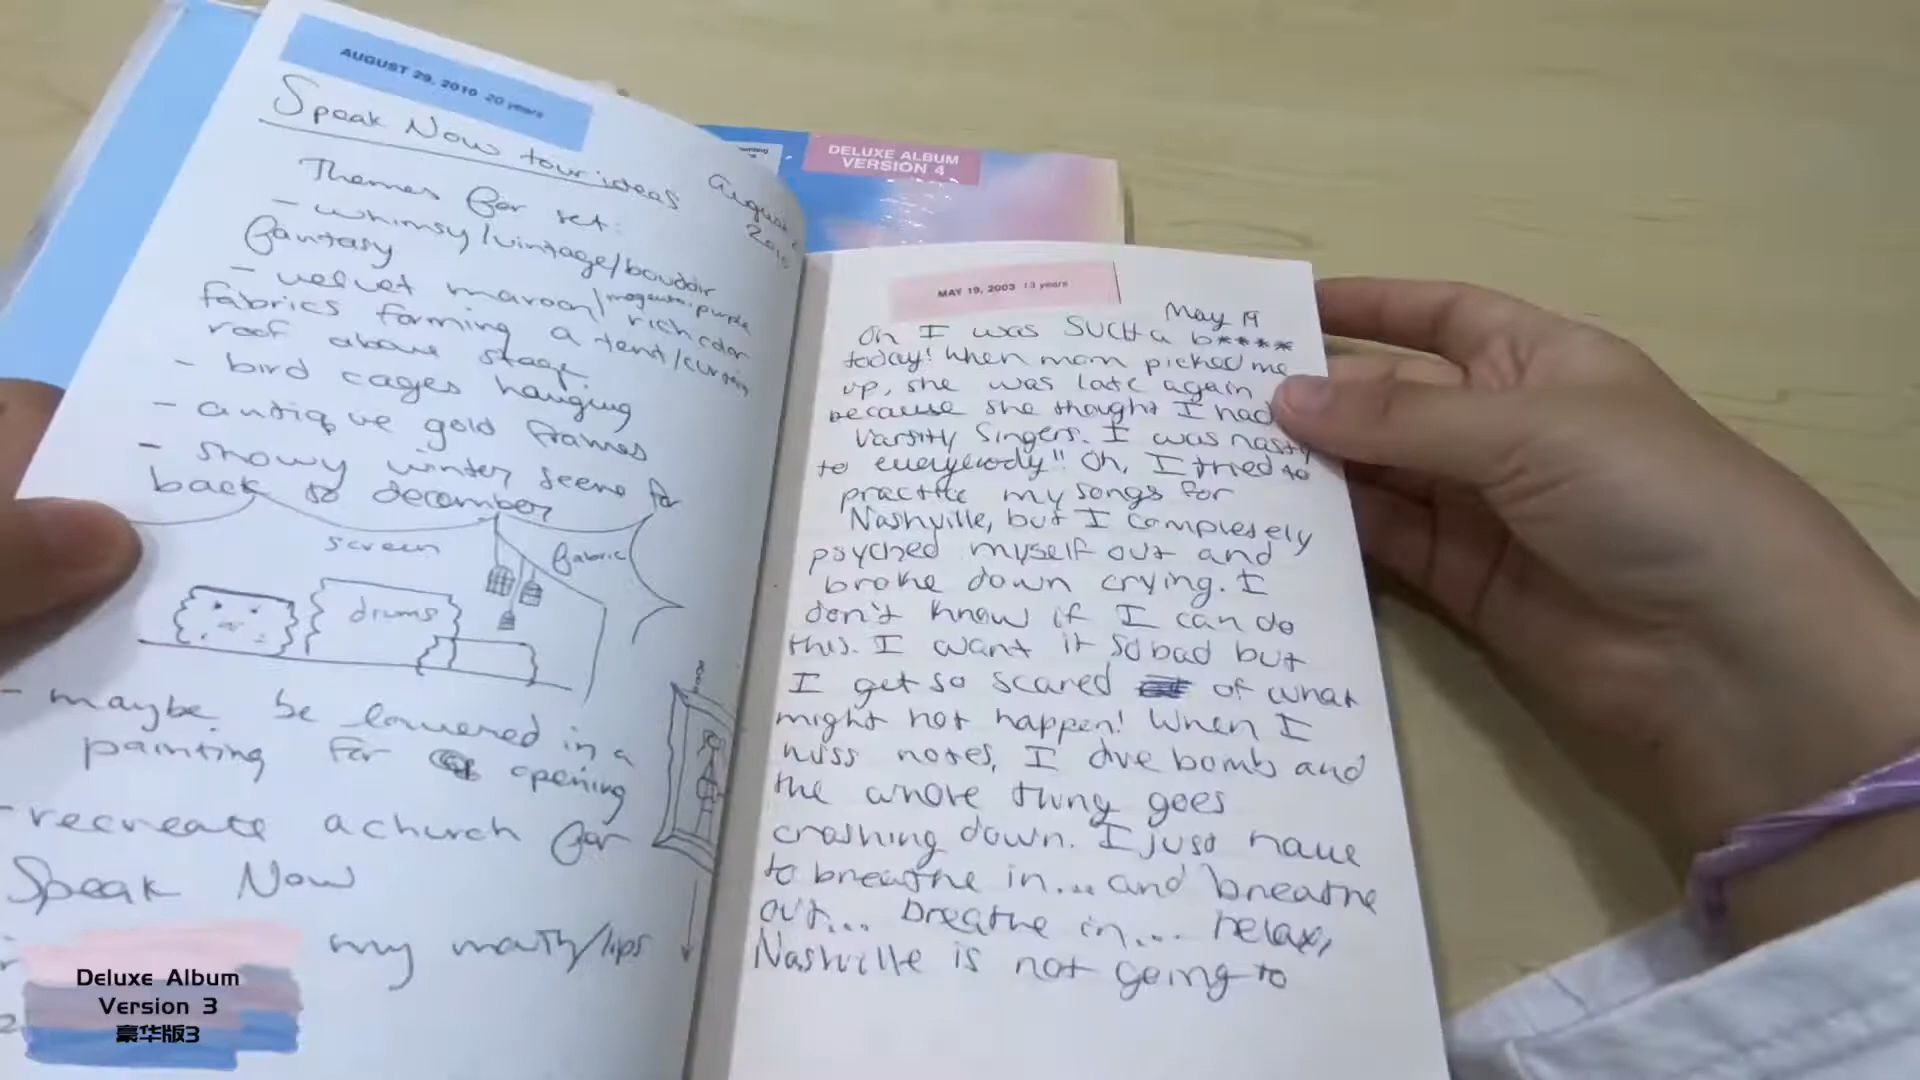 AUGUST 29, 2010 20 years
Speak Now tour ideas
August
Themes for set:
- whimsy/vintage/boudoir
fantasy
- velvet maroon/magenta.purple
rich color
fabrics forming a tent/curtain
roof above stage.
- bird cages hanging
- antique gold frames
- snowy winter scene for
back to december
screen
fabric
drums
- maybe be lowered in a
painting for opening
- recreate a church for
Speak Now
my mouth/lips
DELUXE ALBUM
VERSION 4
MAY 19, 2003 13 years
May 19
Oh I was SUCH a b****
today! When mom picked me
up, she was late again
because she thought I had
Varsity Singers. I was nasty
to everybody!! Oh, I tried to
practice my songs for
Nashville, but I completely
psyched myself out and
broke down crying. I
don't know if I can do
this. I want it so bad but
I get so scared of what
might not happen! When I
miss notes, I dive bomb and
the whole thing goes
crashing down. I just have
to breathe in... and breathe
out... breathe in... relax,
Nashville is not going to
Deluxe Album
Version 3
豪华版3